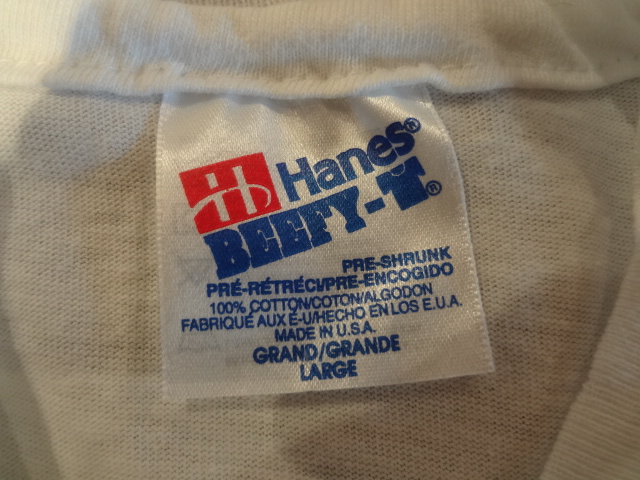 H Hanes®
BEEFY-T®
PRE-SHRUNK
PRÉ-RÉTRÉCI/PRE-ENCOGIDO
100% COTTON/COTON/ALGODON
FABRIQUÉ AUX É-U/HECHO EN LOS E.U.A.
MADE IN U.S.A.
GRAND/GRANDE
LARGE